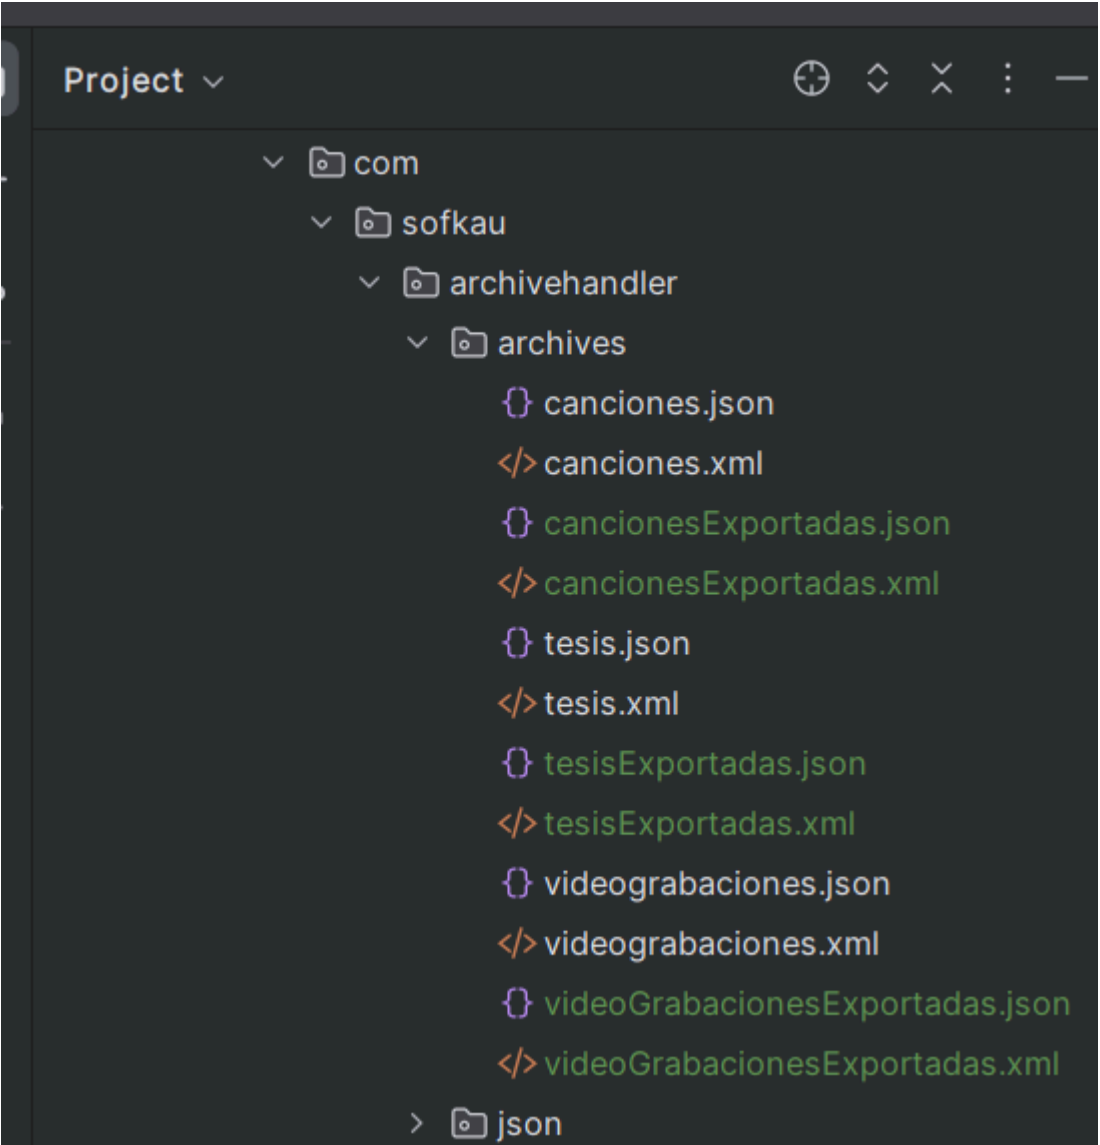 Project
com
sofkau
archivehandler
archives
canciones.json
canciones.xml
cancionesExportadas.json
cancionesExportadas.xml
tesis.json
tesis.xml
tesisExportadas.json
tesisExportadas.xml
videograbaciones.json
videograbaciones.xml
videoGrabacionesExportadas.json
videoGrabacionesExportadas.xml
json